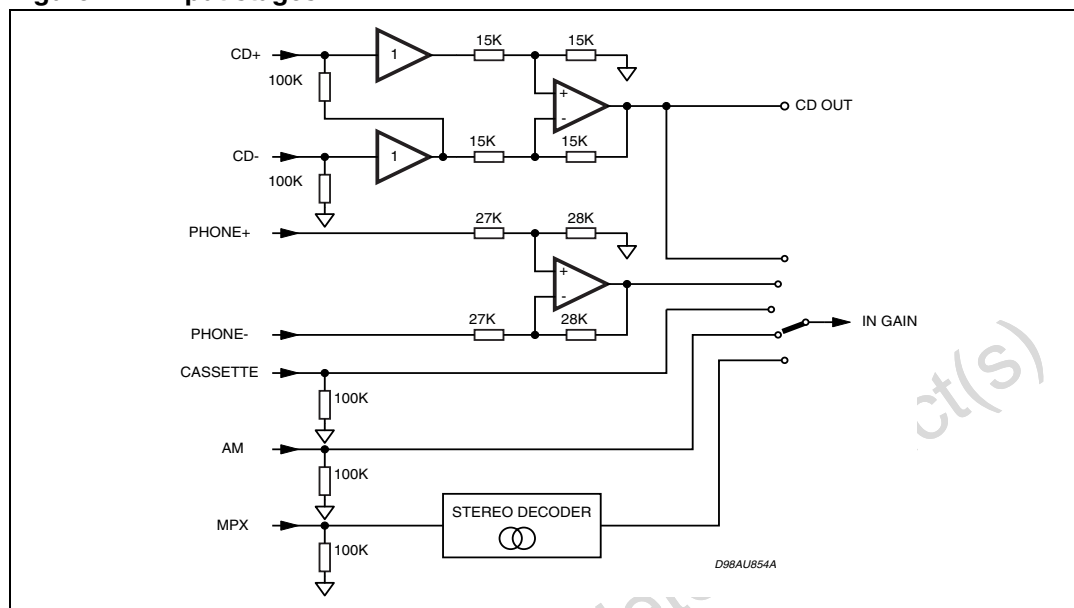 CD+
100K
1
15K
15K
+
-
CD OUT
CD-
100K
1
15K
15K
PHONE+
27K
28K
+
-
PHONE-
27K
28K
IN GAIN
CASSETTE
100K
AM
100K
MPX
100K
STEREO DECODER
D98AU854A
ct(s)